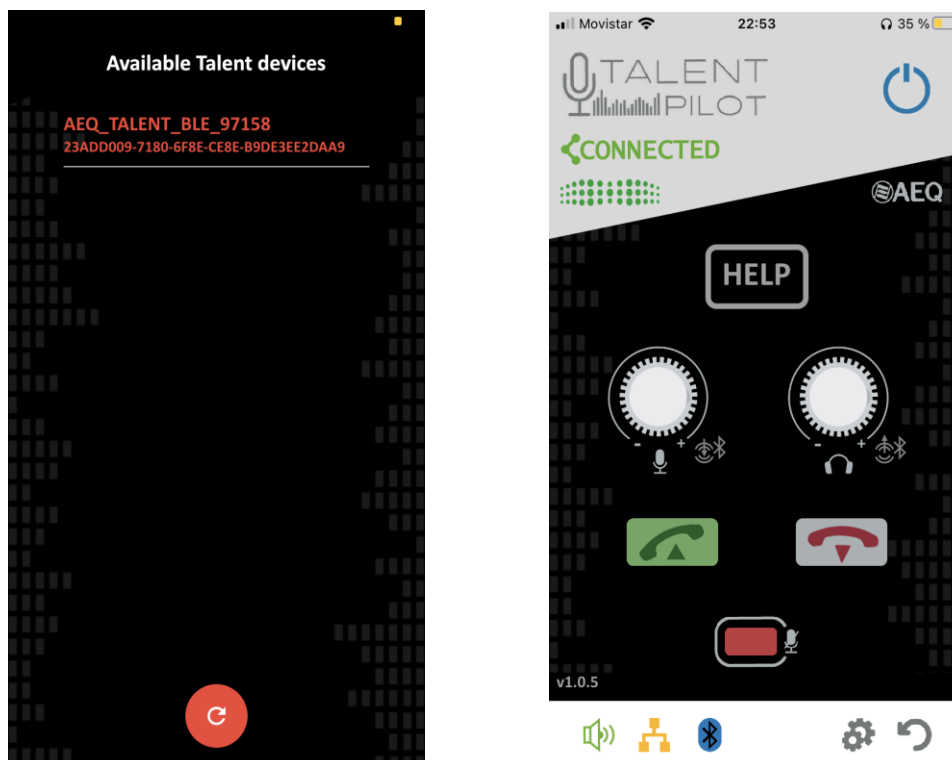 Available Talent devices
AEQ_TALENT_BLE_97158
23ADD009-7180-6F8E-CE8E-B9DE3EE2DAA9
Movistar 22:53 35 %
TALENT
PILOT
CONNECTED
AEQ
HELP
- + - +
v1.0.5